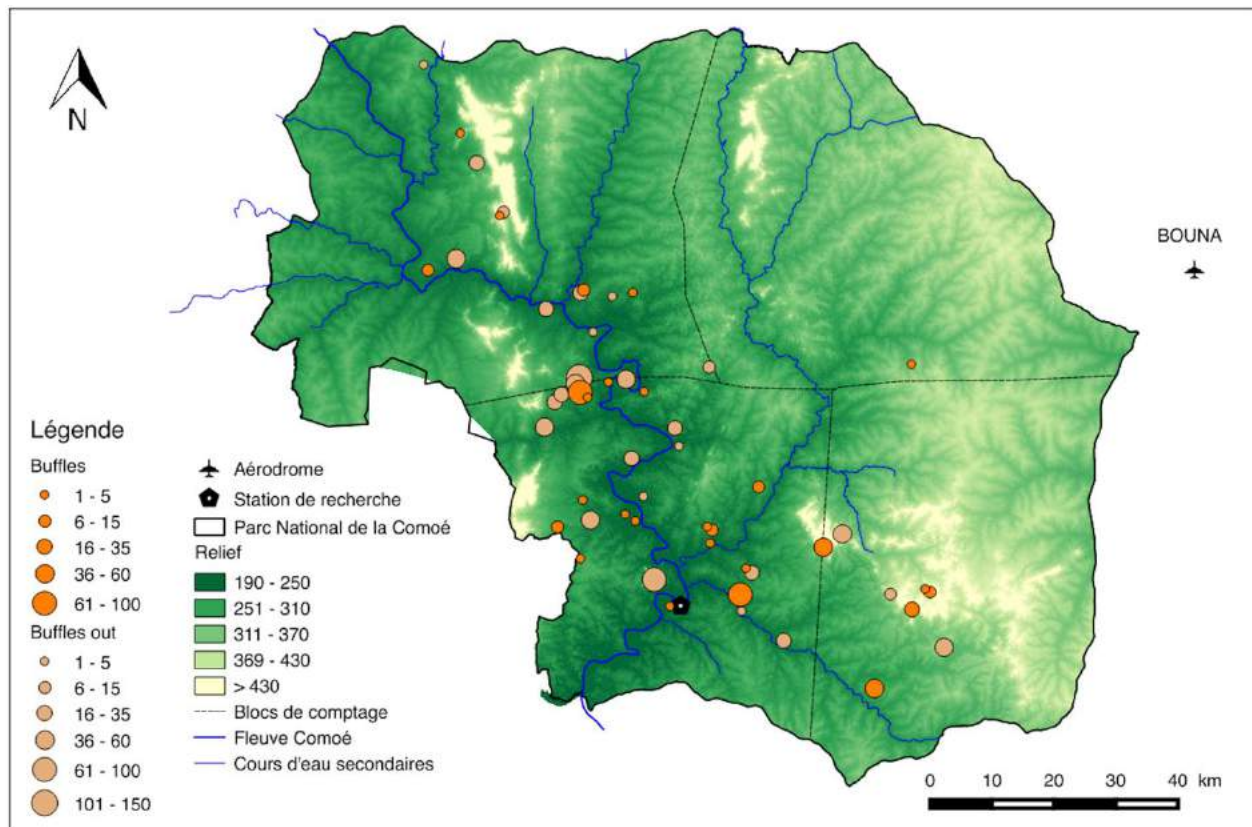 N
BOUNA
Légende
Buffles
1 - 5
6 - 15
16 - 35
36 - 60
61 - 100
Buffles out
1 - 5
6 - 15
16 - 35
36 - 60
61 - 100
101 - 150
Aérodrome
Station de recherche
Parc National de la Comoé
Relief
190 - 250
251 - 310
311 - 370
369 - 430
> 430
Blocs de comptage
Fleuve Comoé
Cours d'eau secondaires
0 10 20 30 40 km